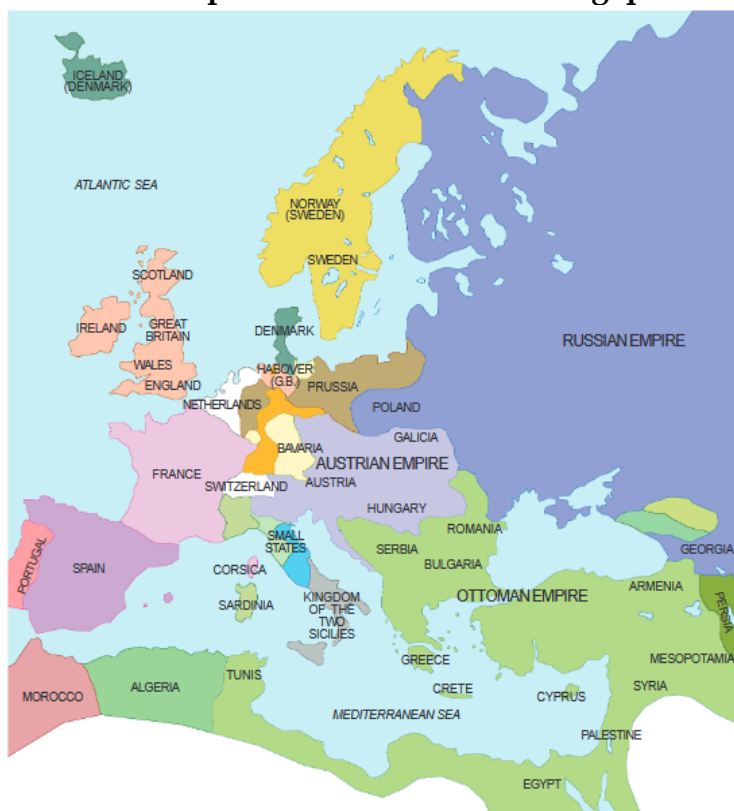 ICELAND
(DENMARK)
ATLANTIC SEA
NORWAY
(SWEDEN)
SWEDEN
SCOTLAND
IRELAND
GREAT
BRITAIN
WALES
ENGLAND
DENMARK
HABOVER
(G.B.)
PRUSSIA
NETHERLANDS
RUSSIAN EMPIRE
POLAND
GALICIA
BAVARIA
AUSTRIAN EMPIRE
FRANCE
SWITZERLAND
AUSTRIA
HUNGARY
ROMANIA
SMALL
STATES
SERBIA
BULGARIA
GEORGIA
PORTUGAL
SPAIN
CORSICA
SARDINIA
KINGDOM
OF THE
TWO
SICILIES
OTTOMAN EMPIRE
ARMENIA
PERSIA
GREECE
MESOPOTAMIA
CRETE
CYPRUS
SYRIA
MOROCCO
ALGERIA
TUNIS
MEDITERRANEAN SEA
PALESTINE
EGYPT